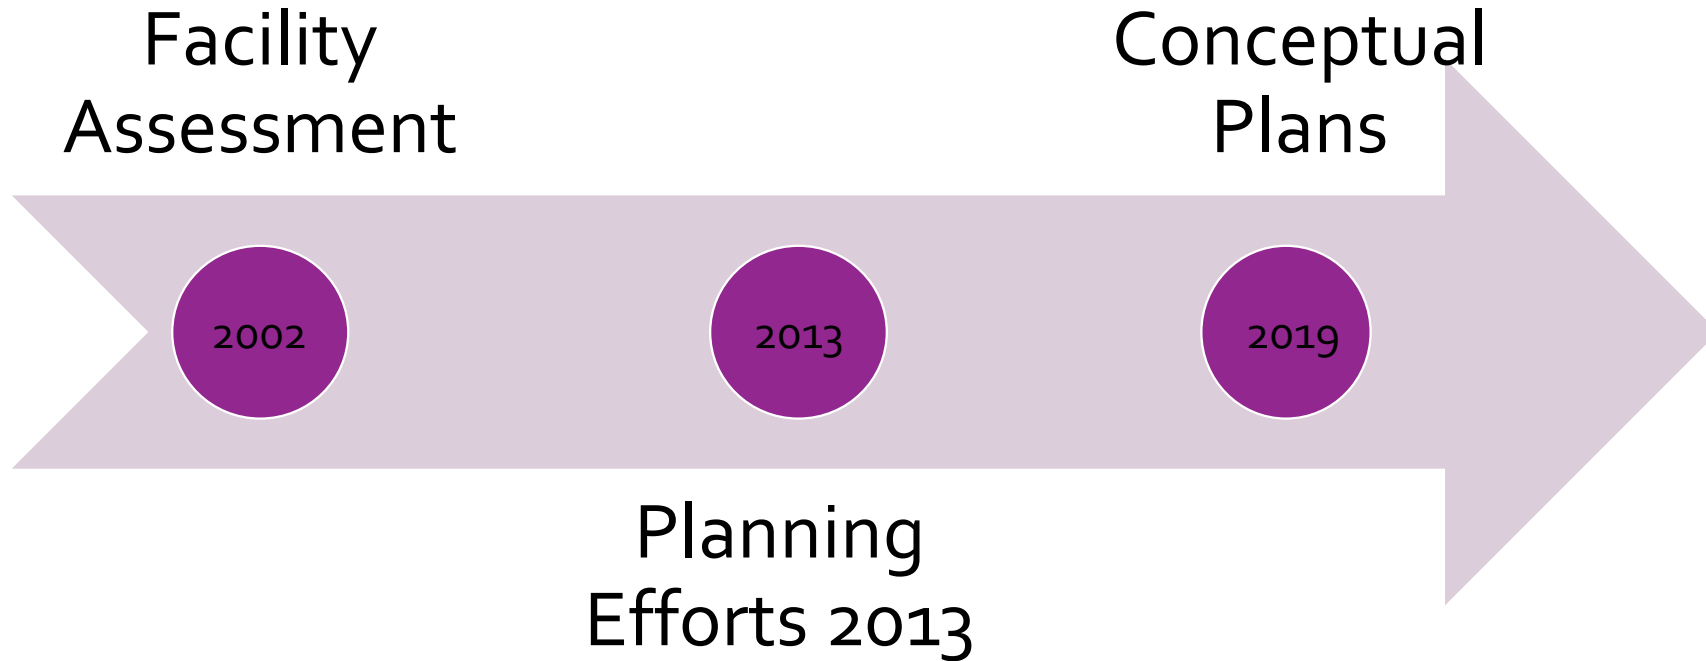 Facility
Assessment
Conceptual
Plans
2002
2013
2019
Planning
Efforts 2013